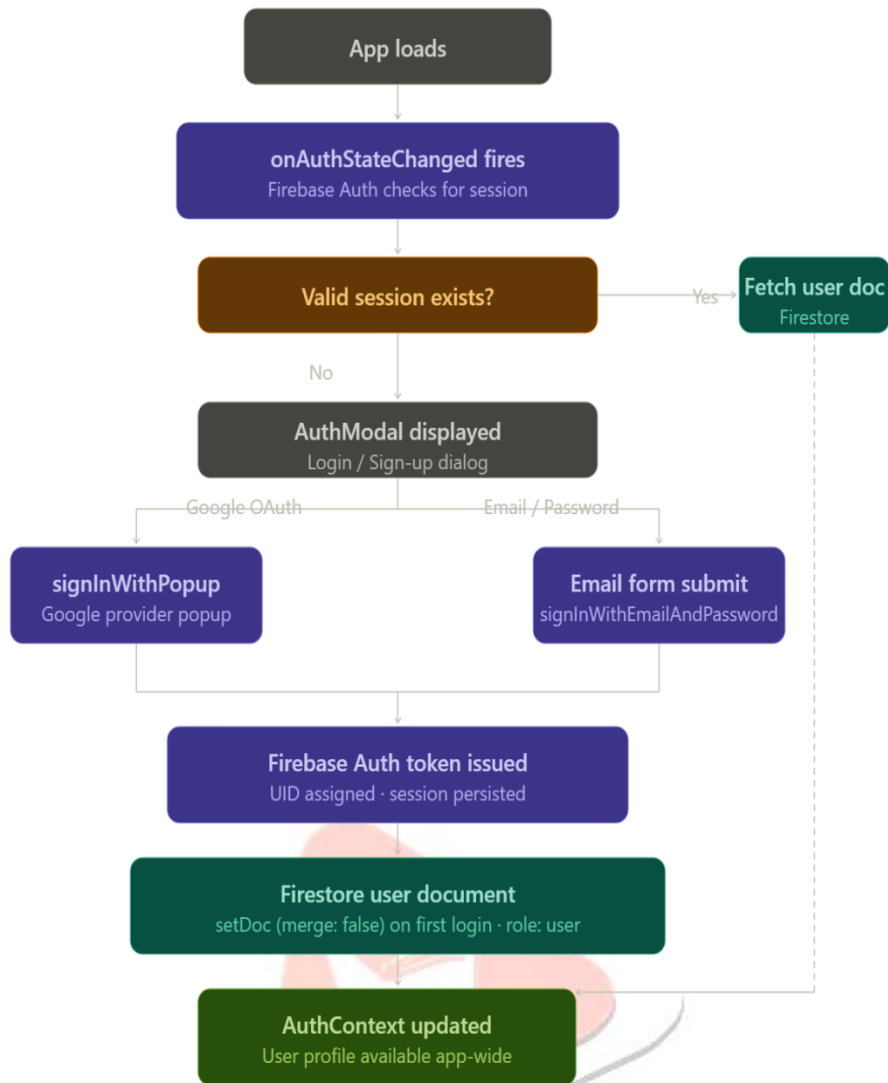 App loads
onAuthStateChanged fires
Firebase Auth checks for session
Valid session exists?
Yes
Fetch user doc
Firestore
No
AuthModal displayed
Login / Sign-up dialog
Google OAuth
Email / Password
signInWithPopup
Google provider popup
Email form submit
signInWithEmailAndPassword
Firebase Auth token issued
UID assigned · session persisted
Firestore user document
setDoc (merge: false) on first login · role: user
AuthContext updated
User profile available app-wide